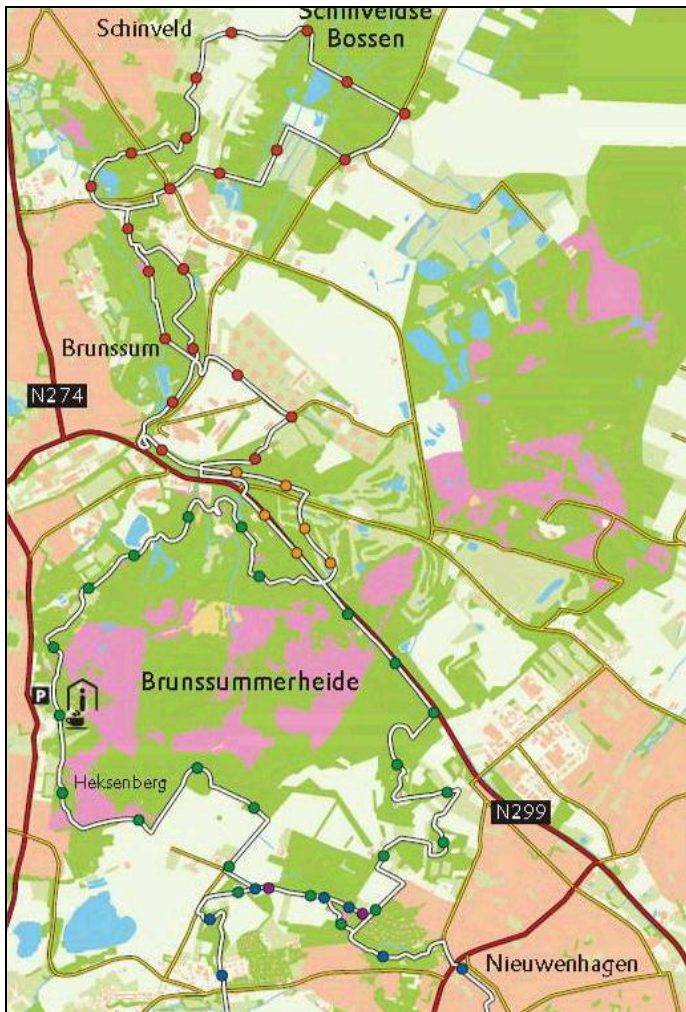 Schinveldse
Bossen
Schinveld
Brunssum
N274
Brunssummerheide
P
i
Heksenberg
N299
Nieuwenhagen